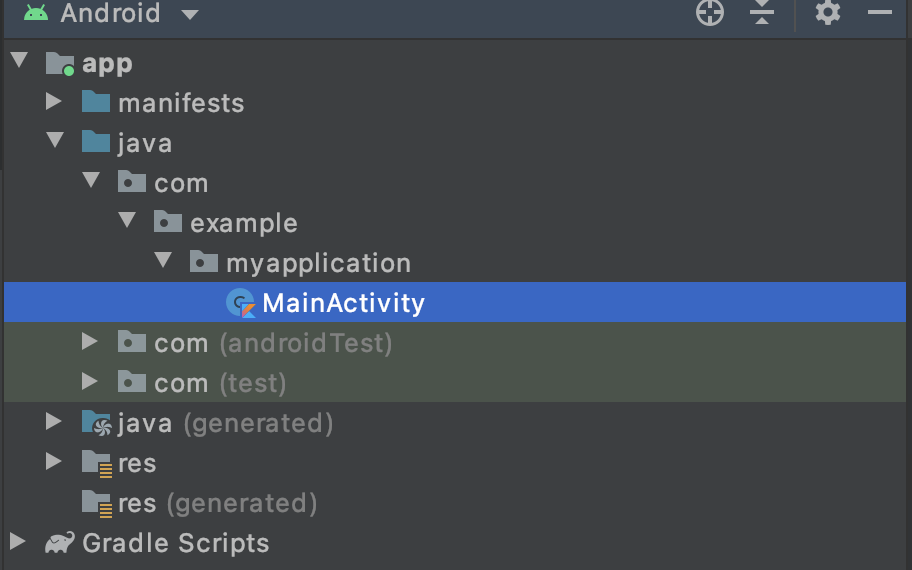 Android
app
manifests
java
com
example
myapplication
MainActivity
com (androidTest)
com (test)
java (generated)
res
res (generated)
Gradle Scripts